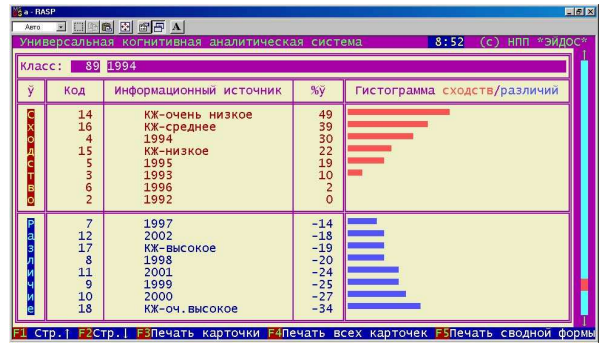 a - RASP
Авто A
Универсальная когнитивная аналитическая система 8:52 (c) НПП *ЭЙДОС*
Класс: 89 1994
ÿ Код Информационный источник %ÿ Гистограмма сходств/различий
Сходство
14 КЖ-очень низкое 49
16 КЖ-среднее 39
4 1994 30
15 КЖ-низкое 22
5 1995 19
3 1993 10
6 1996 2
2 1992 0
Различие
7 1997 -14
12 2002 -18
17 КЖ-высокое -19
8 1998 -20
11 2001 -24
9 1999 -25
10 2000 -27
18 КЖ-оч.высокое -34
F1 Стр.↑ F2Стр.↓ F3Печать карточки F4Печать всех карточек F5Печать сводной формы